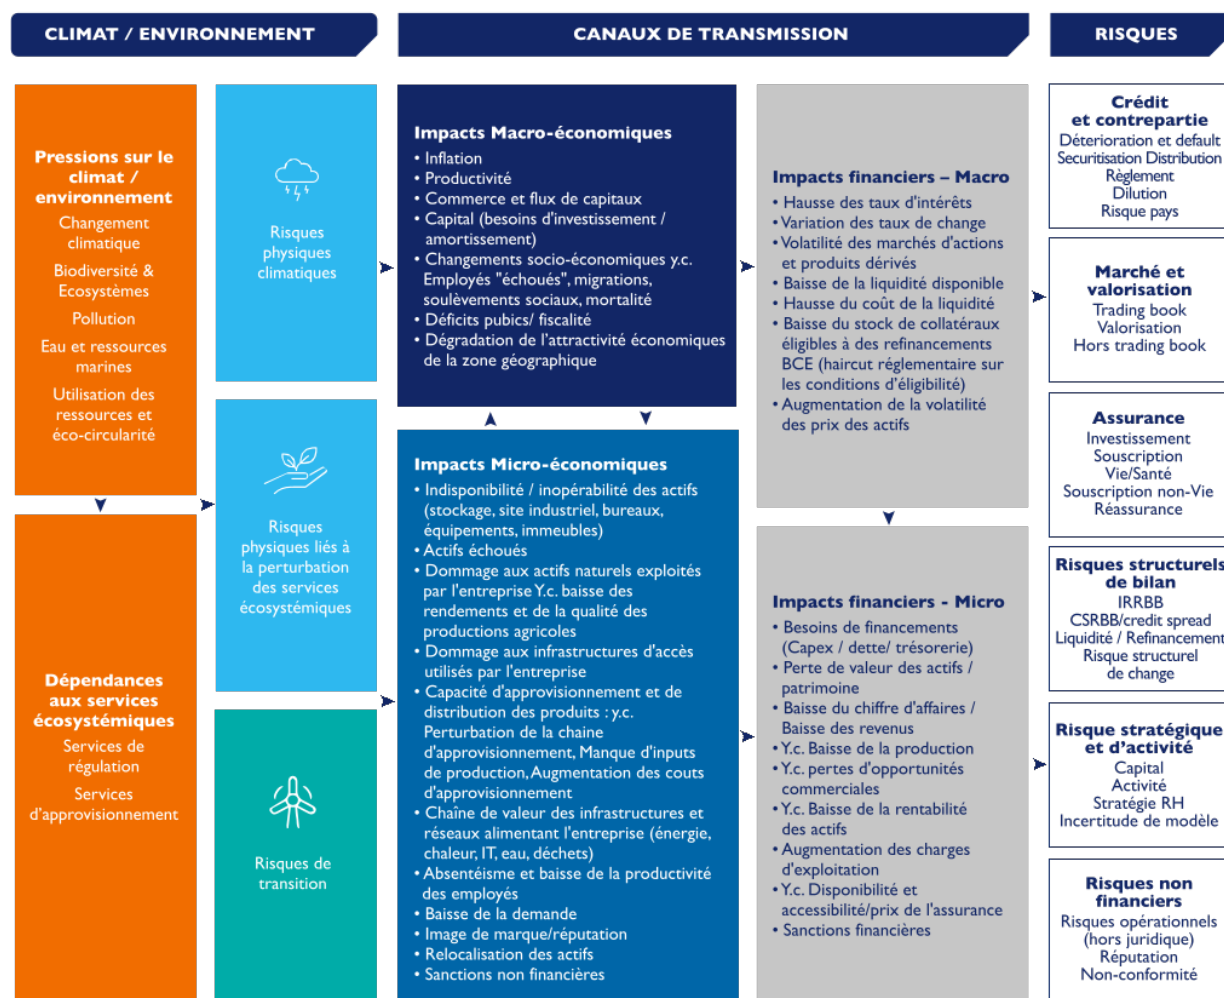 CLIMAT / ENVIRONNEMENT
CANAUX DE TRANSMISSION
RISQUES
Pressions sur le
climat /
environnement
Changement
climatique
Biodiversité &
Ecosystèmes
Pollution
Eau et ressources
marines
Utilisation des
ressources et
éco-circularité
Dépendances
aux services
écosystémiques
Services de
régulation
Services
d'approvisionnement
Risques
physiques
climatiques
Risques
physiques liés à
la perturbation
des services
écosystémiques
Risques de
transition
Impacts Macro-économiques
• Inflation
• Productivité
• Commerce et flux de capitaux
• Capital (besoins d'investissement /
amortissement)
• Changements socio-économiques y.c.
Employés "échoués", migrations,
soulèvements sociaux, mortalité
• Déficits pubics/ fiscalité
• Dégradation de l'attractivité économiques
de la zone géographique
Impacts Micro-économiques
• Indisponibilité / inopérabilité des actifs
(stockage, site industriel, bureaux,
équipements, immeubles)
• Actifs échoués
• Dommage aux actifs naturels exploités
par l'entreprise Y.c. baisse des
rendements et de la qualité des
productions agricoles
• Dommage aux infrastructures d'accès
utilisés par l'entreprise
• Capacité d'approvisionnement et de
distribution des produits : y.c.
Perturbation de la chaine
d'approvisionnement, Manque d'inputs
de production, Augmentation des couts
d'approvisionnement
• Chaîne de valeur des infrastructures et
réseaux alimentant l'entreprise (énergie,
chaleur, IT, eau, déchets)
• Absentéisme et baisse de la productivité
des employés
• Baisse de la demande
• Image de marque/réputation
• Relocalisation des actifs
• Sanctions non financières
Impacts financiers – Macro
• Hausse des taux d'intérêts
• Variation des taux de change
• Volatilité des marchés d'actions
et produits dérivés
• Baisse de la liquidité disponible
• Hausse du coût de la liquidité
• Baisse du stock de collatéraux
éligibles à des refinancements
BCE (haircut réglementaire sur
les conditions d'éligibilité)
• Augmentation de la volatilité
des prix des actifs
Impacts financiers - Micro
• Besoins de financements
(Capex / dette/ trésorerie)
• Perte de valeur des actifs /
patrimoine
• Baisse du chiffre d'affaires /
Baisse des revenus
• Y.c. Baisse de la production
• Y.c. pertes d'opportunités
commerciales
• Y.c. Baisse de la rentabilité
des actifs
• Augmentation des charges
d'exploitation
• Y.c. Disponibilité et
accessibilité/prix de l'assurance
• Sanctions financières
Crédit
et contrepartie
Déterioration et default
Securitisation Distribution
Règlement
Dilution
Risque pays
Marché et
valorisation
Trading book
Valorisation
Hors trading book
Assurance
Investissement
Souscription
Vie/Santé
Souscription non-Vie
Réassurance
Risques structurels
de bilan
IRRBB
CSRBB/credit spread
Liquidité / Refinancement
Risque structurel
de change
Risque stratégique
et d'activité
Capital
Activité
Stratégie RH
Incertitude de modèle
Risques non
financiers
Risques opérationnels
(hors juridique)
Réputation
Non-conformité